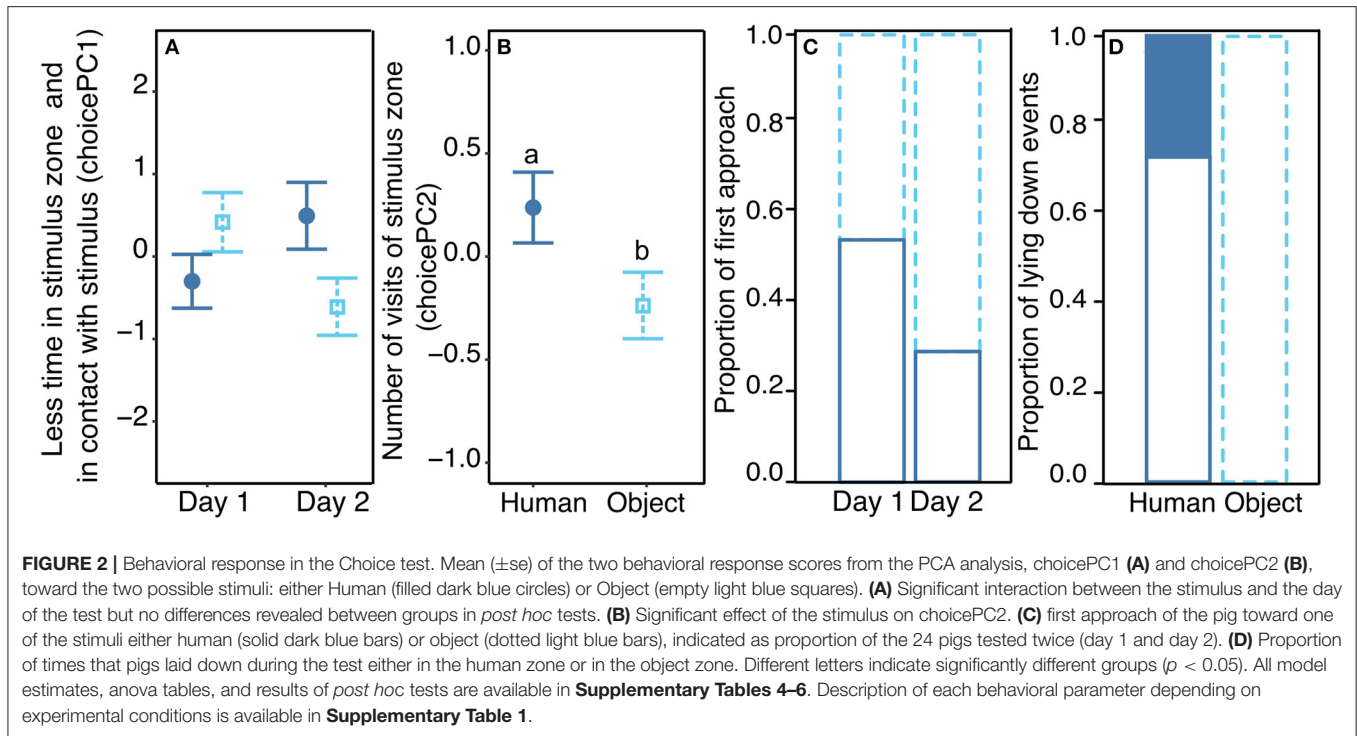 A
Less time in stimulus zone and
in contact with stimulus (choicePC1)
2
1
0
−1
−2
Day 1 Day 2
B
Number of visits of stimulus zone
(choicePC2)
1.0
0.5
0.0
−0.5
−1.0
a
b
Human Object
C
Proportion of first approach
1.0
0.8
0.6
0.4
0.2
0.0
Day 1 Day 2
D
Proportion of lying down events
1.0
0.8
0.6
0.4
0.2
0.0
Human Object
FIGURE 2 | Behavioral response in the Choice test. Mean (±se) of the two behavioral response scores from the PCA analysis, choicePC1 (A) and choicePC2 (B),
toward the two possible stimuli: either Human (filled dark blue circles) or Object (empty light blue squares). (A) Significant interaction between the stimulus and the day
of the test but no differences revealed between groups in post hoc tests. (B) Significant effect of the stimulus on choicePC2. (C) first approach of the pig toward one
of the stimuli either human (solid dark blue bars) or object (dotted light blue bars), indicated as proportion of the 24 pigs tested twice (day 1 and day 2). (D) Proportion
of times that pigs laid down during the test either in the human zone or in the object zone. Different letters indicate significantly different groups (p < 0.05). All model
estimates, anova tables, and results of post hoc tests are available in Supplementary Tables 4–6. Description of each behavioral parameter depending on
experimental conditions is available in Supplementary Table 1.